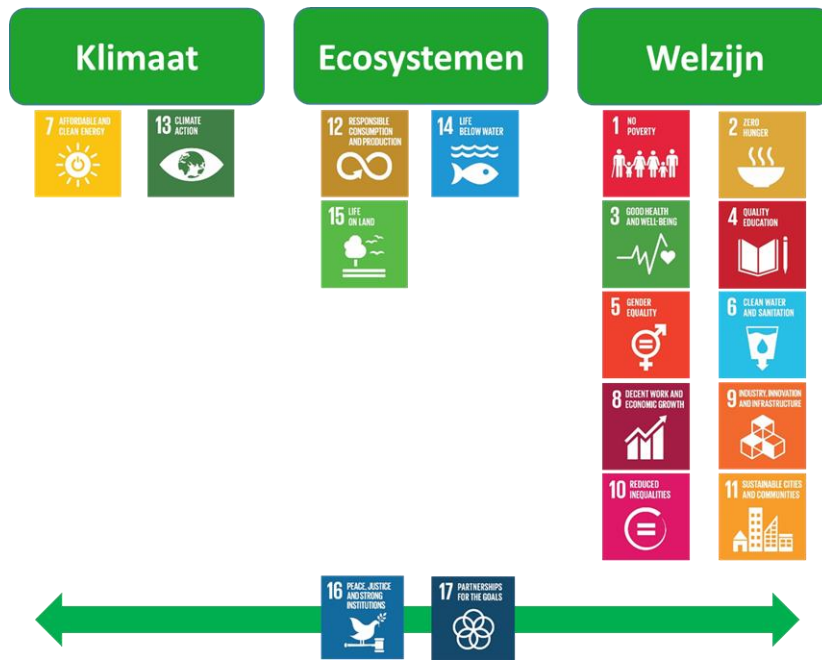 Klimaat
Ecosystemen
Welzijn
7 AFFORDABLE AND
CLEAN ENERGY
13 CLIMATE
ACTION
12 RESPONSIBLE
CONSUMPTION
AND PRODUCTION
14 LIFE
BELOW WATER
15 LIFE
ON LAND
1 NO
POVERTY
2 ZERO
HUNGER
3 GOOD HEALTH
AND WELL-BEING
4 QUALITY
EDUCATION
5 GENDER
EQUALITY
6 CLEAN WATER
AND SANITATION
8 DECENT WORK AND
ECONOMIC GROWTH
9 INDUSTRY, INNOVATION
AND INFRASTRUCTURE
10 REDUCED
INEQUALITIES
11 SUSTAINABLE CITIES
AND COMMUNITIES
16 PEACE, JUSTICE
AND STRONG
INSTITUTIONS
17 PARTNERSHIPS
FOR THE GOALS